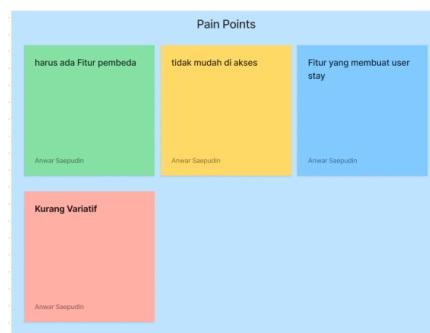 Pain Points
harus ada Fitur pembeda
Anwar Saepudin
tidak mudah di akses
Anwar Saepudin
Fitur yang membuat user
stay
Anwar Saepudin
Kurang Variatif
Anwar Saepudin